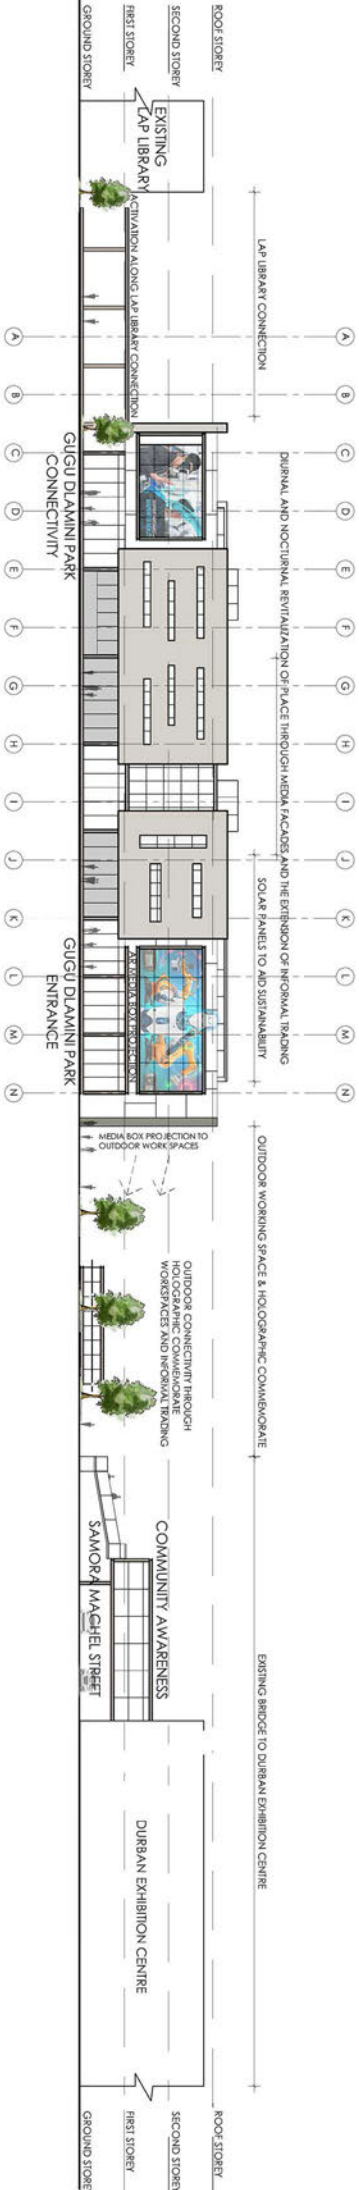 ROOF STOREY
SECOND STOREY
FIRST STOREY
GROUND STOREY
EXISTING
LAP LIBRARY
LAP LIBRARY CONNECTION
ACTIVATION ALONG LAP LIBRARY CONNECTION
DIURNAL AND NOCTURNAL REVITALIZATION OF PLACE THROUGH MEDIA FACADES AND THE EXTENSION OF INFORMAL TRADING
SOLAR PANELS TO AID SUSTAINABILITY
AR MEDIA BOX PROJECTION
OUTDOOR WORKING SPACE & HOLOGRAPHIC COMMEMORATE
MEDIA BOX PROJECTION TO
OUTDOOR WORK SPACES
OUTDOOR CONNECTIVITY THROUGH
HOLOGRAPHIC COMMEMORATE
WORKSPACES AND INFORMAL TRADING
EXISTING BRIDGE TO DURBAN EXHIBITION CENTRE
COMMUNITY AWARENESS
SAMORA MACHEL STREET
DURBAN EXHIBITION CENTRE
ROOF STOREY
SECOND STOREY
FIRST STOREY
GROUND STOREY
GUGU DLAMINI PARK
CONNECTIVITY
GUGU DLAMINI PARK
ENTRANCE
A B C D E F G H I J K L M N
A B C D E F G H I J K L M N